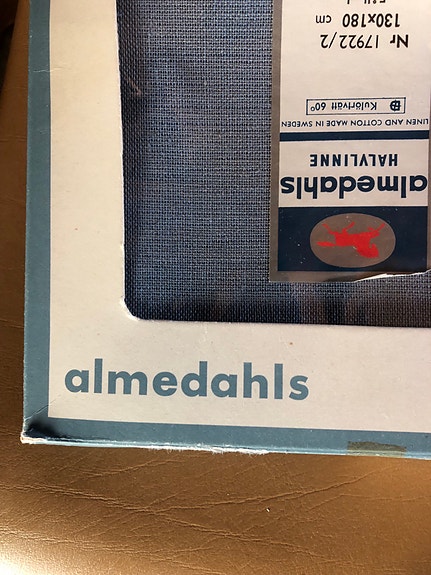 almedahls
HALVLINNE
LINEN AND COTTON MADE IN SWEDEN
Kulörtvätt 60°
Nr 17922/2
130x180 cm
almedahls